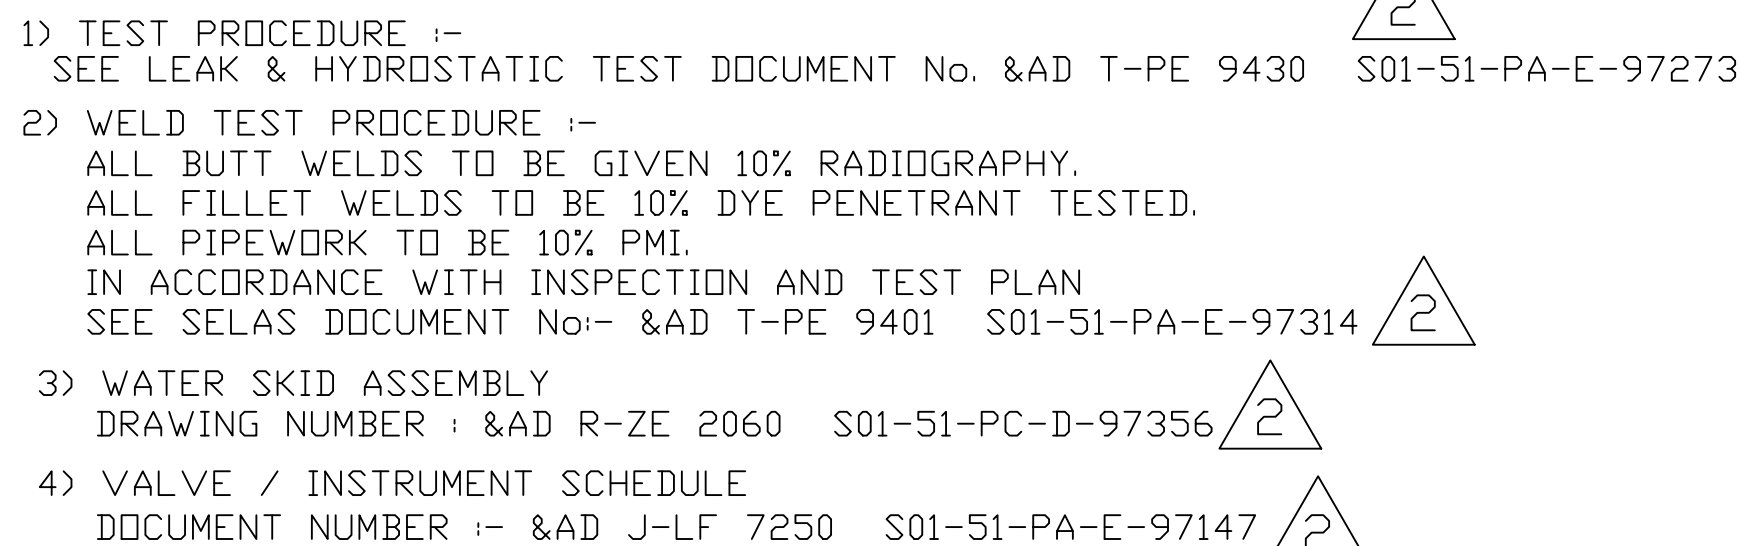 2
1) TEST PROCEDURE :-
SEE LEAK & HYDROSTATIC TEST DOCUMENT No. &AD T-PE 9430 S01-51-PA-E-97273
2) WELD TEST PROCEDURE :-
ALL BUTT WELDS TO BE GIVEN 10% RADIOGRAPHY.
ALL FILLET WELDS TO BE 10% DYE PENETRANT TESTED.
ALL PIPEWORK TO BE 10% PMI.
IN ACCORDANCE WITH INSPECTION AND TEST PLAN
SEE SELAS DOCUMENT No:- &AD T-PE 9401 S01-51-PA-E-97314 2
3) WATER SKID ASSEMBLY
DRAWING NUMBER : &AD R-ZE 2060 S01-51-PC-D-97356 2
4) VALVE / INSTRUMENT SCHEDULE
DOCUMENT NUMBER :- &AD J-LF 7250 S01-51-PA-E-97147 2